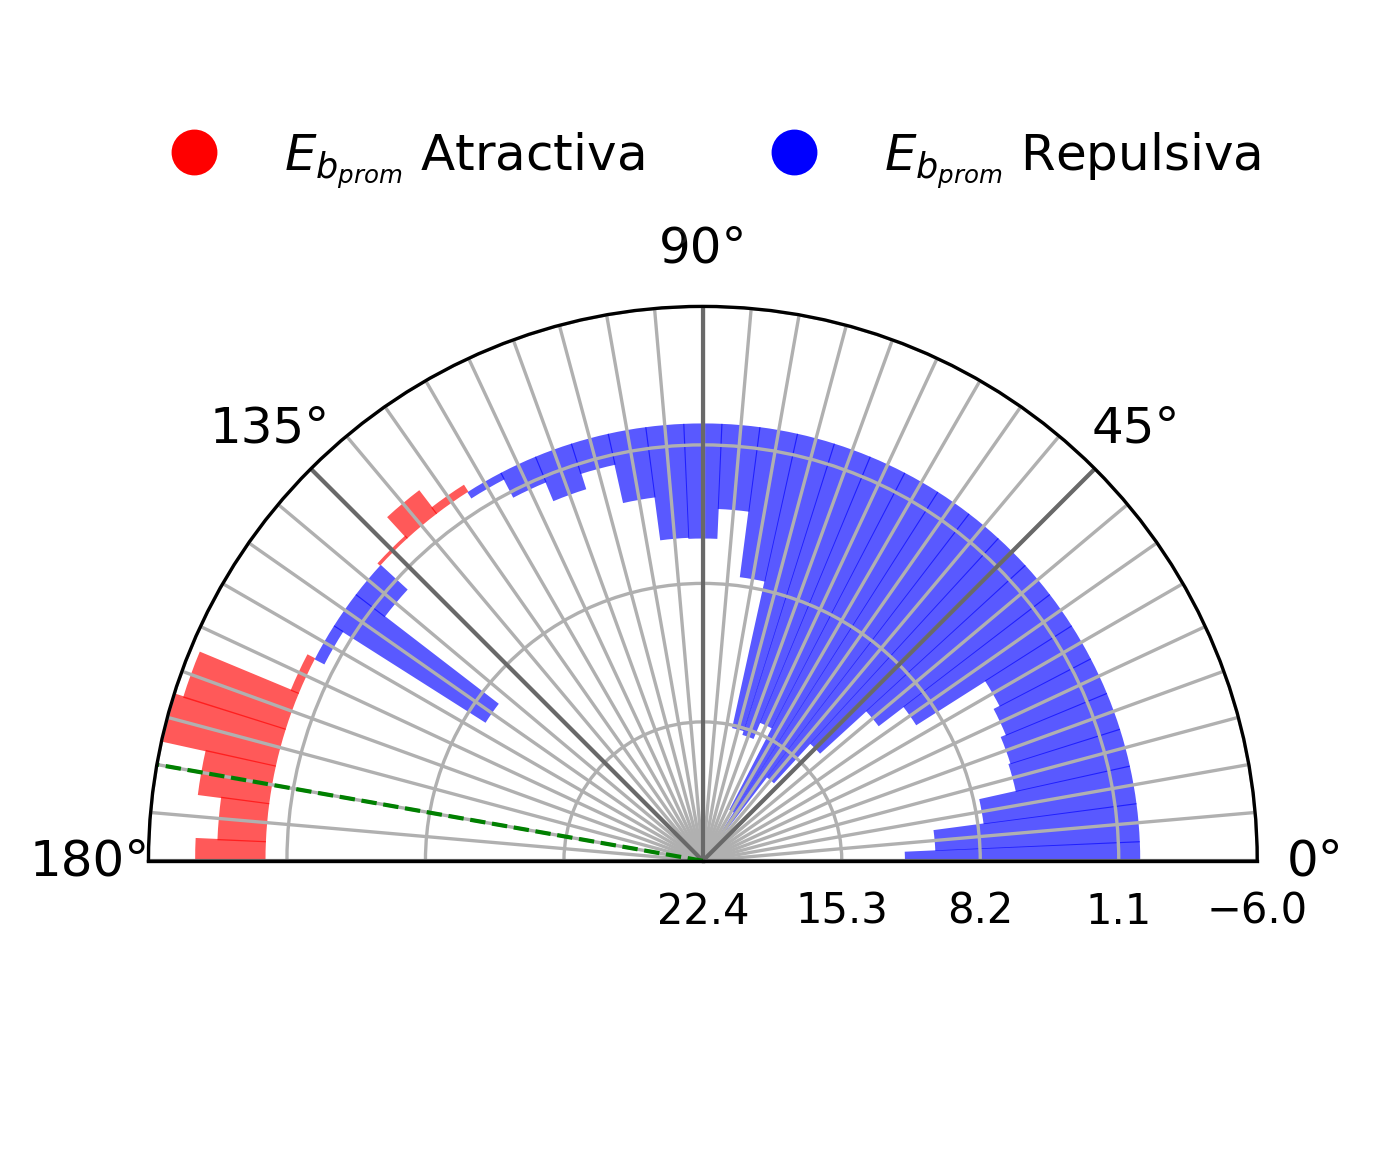 E_{b_{prom}} Atractiva E_{b_{prom}} Repulsiva
90°
135° 45°
180° 0°
22.4 15.3 8.2 1.1 −6.0